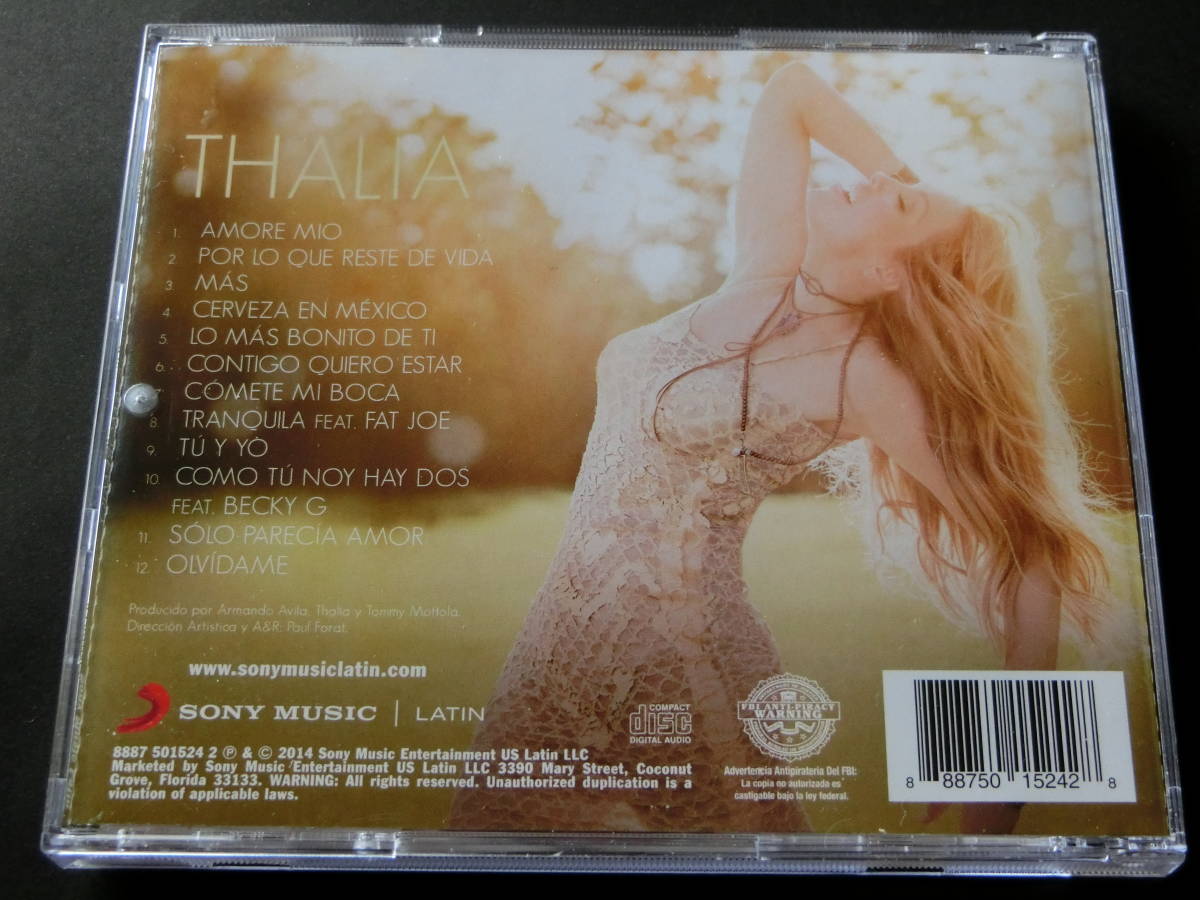 THALIA
1. AMORE MIO
2. POR LO QUE RESTE DE VIDA
3. MÁS
4. CERVEZA EN MÉXICO
5. LO MÁS BONITO DE TI
6. CONTIGO QUIERO ESTAR
7. CÓMETE MI BOCA
8. TRANQUILA FEAT. FAT JOE
9. TÚ Y YO
10. COMO TÚ NOY HAY DOS
FEAT. BECKY G
11. SÓLO PARECÍA AMOR
12. OLVÍDAME
Producido por Armando Avila, Thalia y Tommy Mottola.
Dirección Artística y A&R: Paul Forat.
www.sonymusiclatin.com
SONY MUSIC | LATIN
8887 501524 2 ℗ & © 2014 Sony Music Entertainment US Latin LLC
Marketed by Sony Music Entertainment US Latin LLC 3390 Mary Street, Coconut
Grove, Florida 33133. WARNING: All rights reserved. Unauthorized duplication is a
violation of applicable laws.
COMPACT
disc
DIGITAL AUDIO
FBI ANTI-PIRACY
WARNING
Advertencia Antipirateria Del FBI:
La copia no autorizada es
castigable bajo la ley federal.
8 88750 15242 8